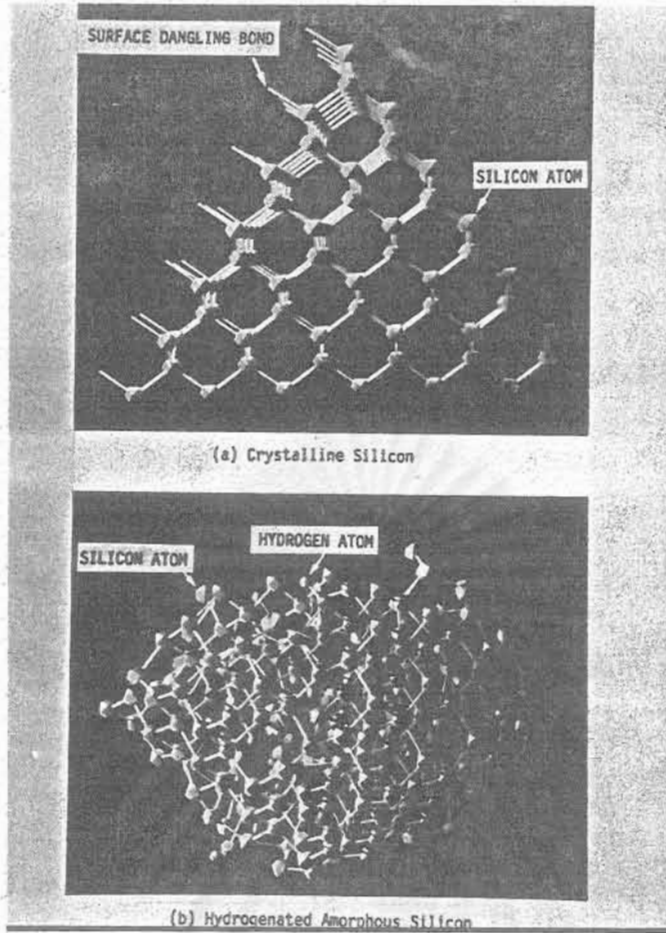 SURFACE DANGLING BOND
SILICON ATOM
(a) Crystalline Silicon
HYDROGEN ATOM
SILICON ATOM
(b) Hydrogenated Amorphous Silicon